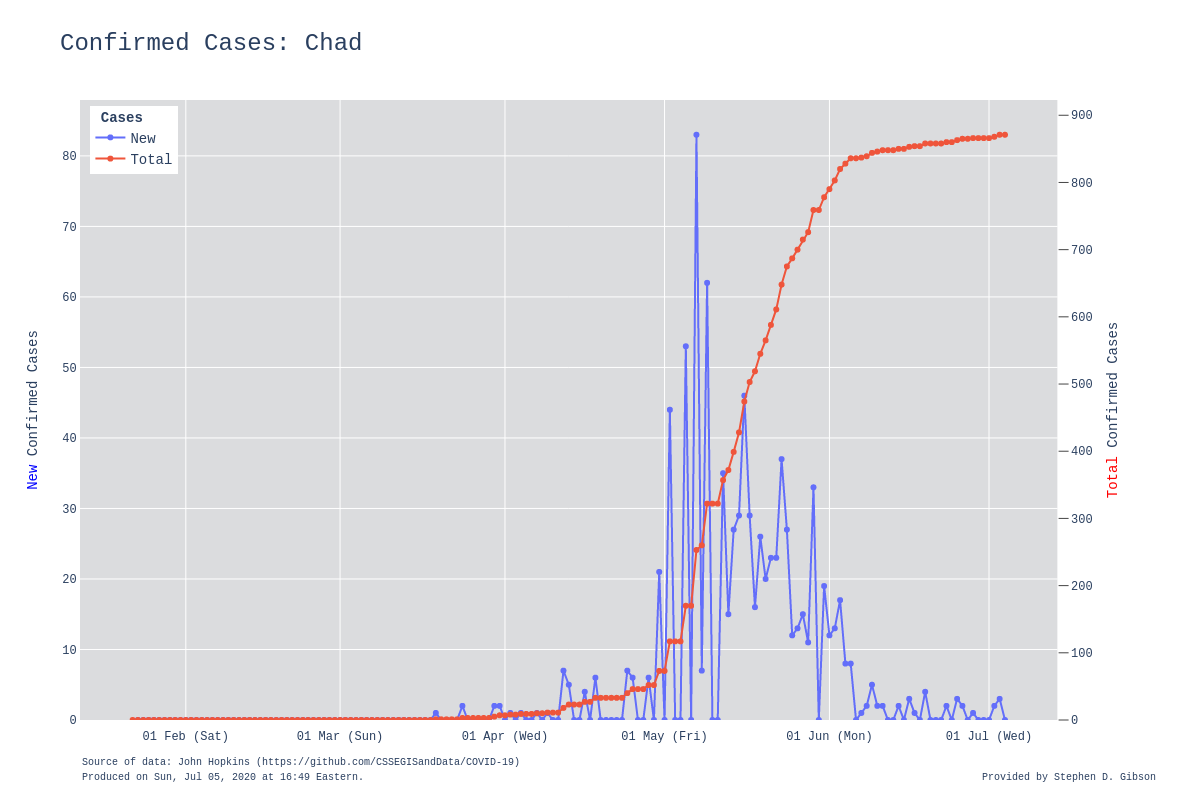 Confirmed Cases: Chad
Cases
New
Total
80
70
60
50
40
30
20
10
0
900
800
700
600
500
400
300
200
100
0
New Confirmed Cases
Total Confirmed Cases
01 Feb (Sat)
01 Mar (Sun)
01 Apr (Wed)
01 May (Fri)
01 Jun (Mon)
01 Jul (Wed)
Source of data: John Hopkins (https://github.com/CSSEGISandData/COVID-19)
Produced on Sun, Jul 05, 2020 at 16:49 Eastern.
Provided by Stephen D. Gibson